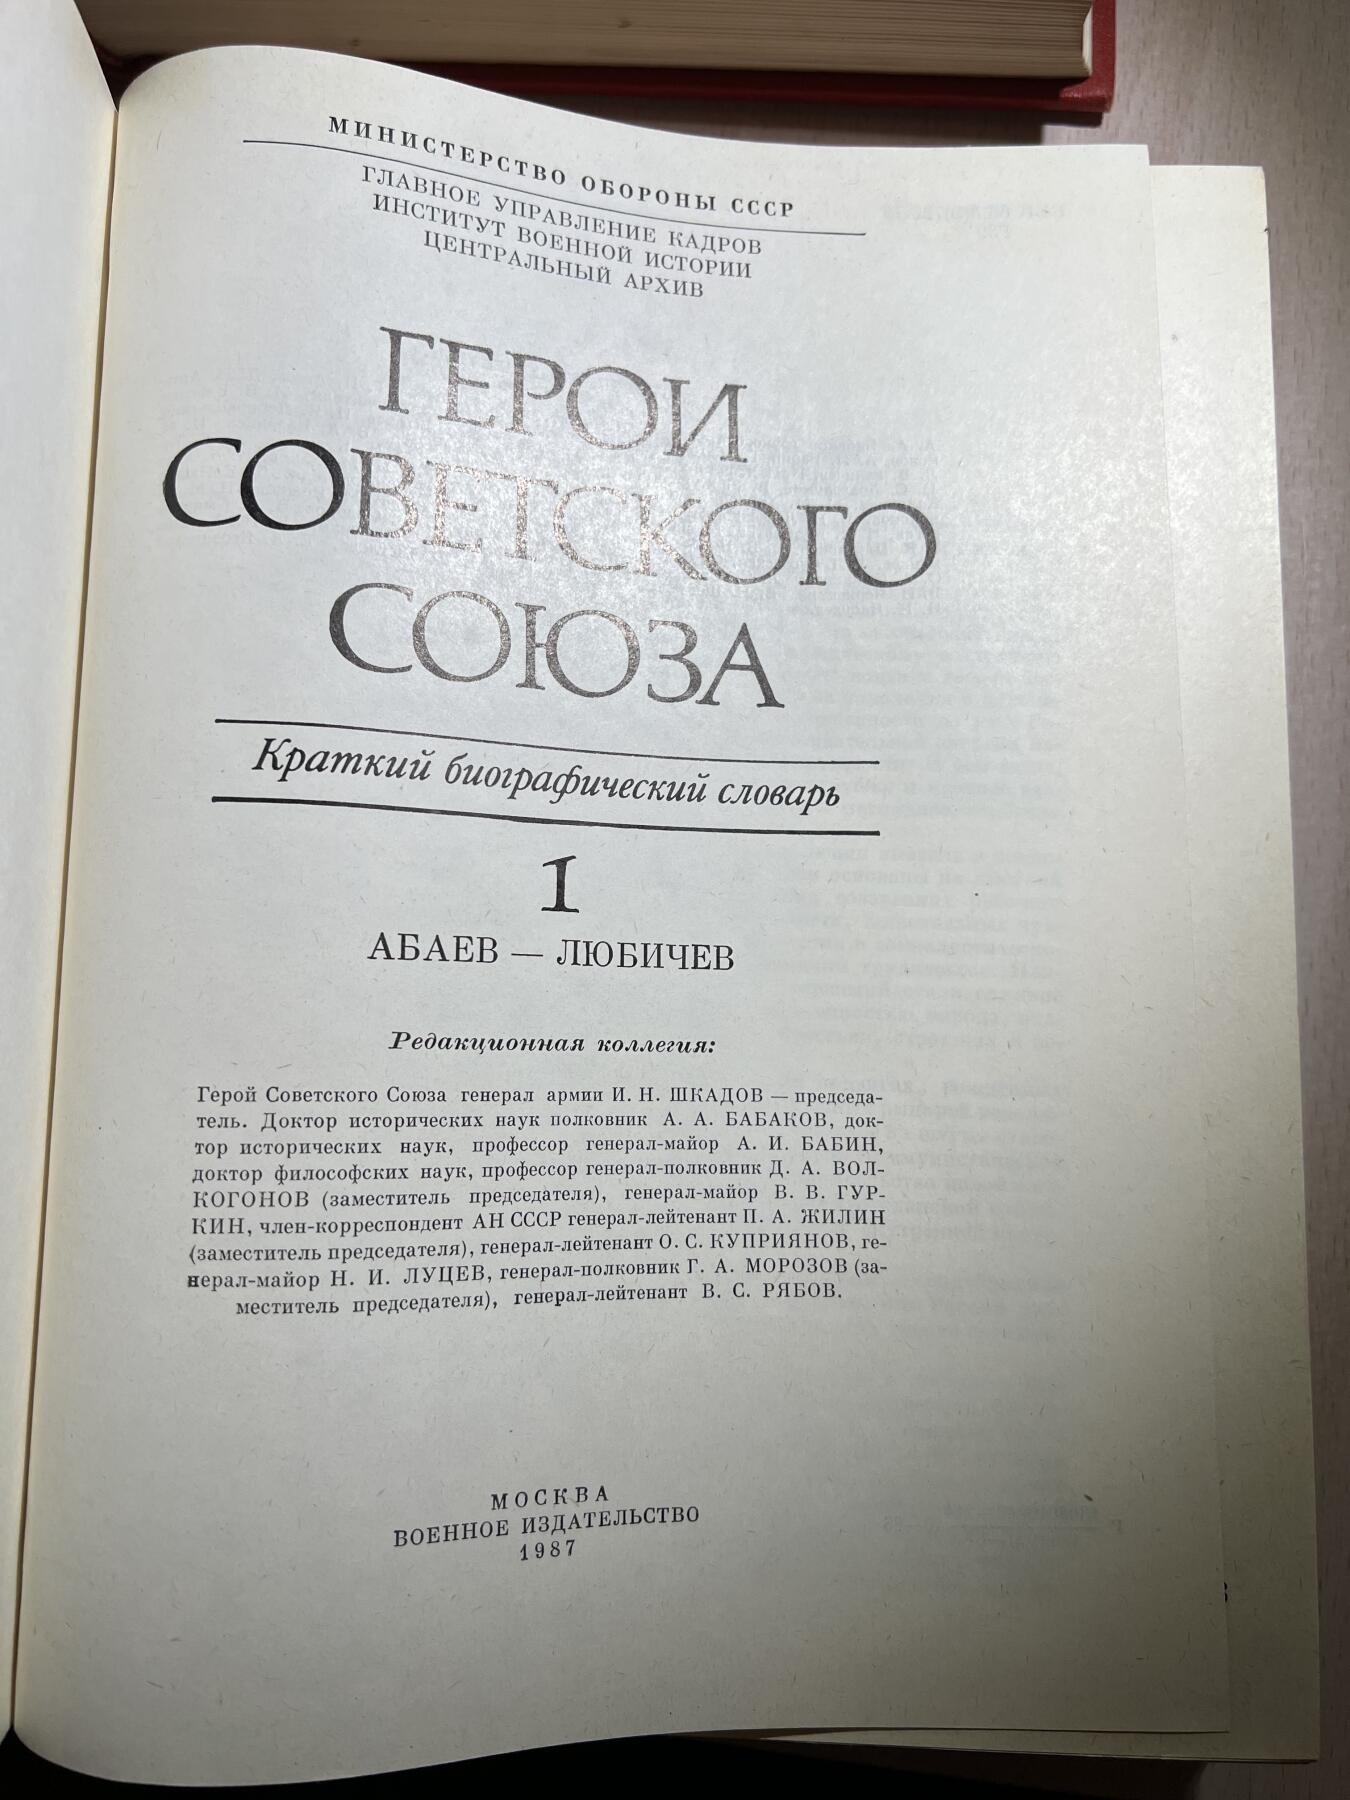 МИНИСТЕРСТВО ОБОРОНЫ СССР
ГЛАВНОЕ УПРАВЛЕНИЕ КАДРОВ
ИНСТИТУТ ВОЕННОЙ ИСТОРИИ
ЦЕНТРАЛЬНЫЙ АРХИВ
ГЕРОИ
СОВЕТСКОГО
СОЮЗА
Краткий биографический словарь
1
АБАЕВ — ЛЮБИЧЕВ
Редакционная коллегия:
Герой Советского Союза генерал армии И. Н. ШКАДОВ — председа-
тель. Доктор исторических наук полковник А. А. БАБАКОВ, док-
тор исторических наук, профессор генерал-майор А. И. БАБИН,
доктор философских наук, профессор генерал-полковник Д. А. ВОЛ-
КОГОНОВ (заместитель председателя), генерал-майор В. В. ГУР-
КИН, член-корреспондент АН СССР генерал-лейтенант П. А. ЖИЛИН
(заместитель председателя), генерал-лейтенант О. С. КУПРИЯНОВ, ге-
нерал-майор Н. И. ЛУЦЕВ, генерал-полковник Г. А. МОРОЗОВ (за-
меститель председателя), генерал-лейтенант В. С. РЯБОВ.
МОСКВА
ВОЕННОЕ ИЗДАТЕЛЬСТВО
1987